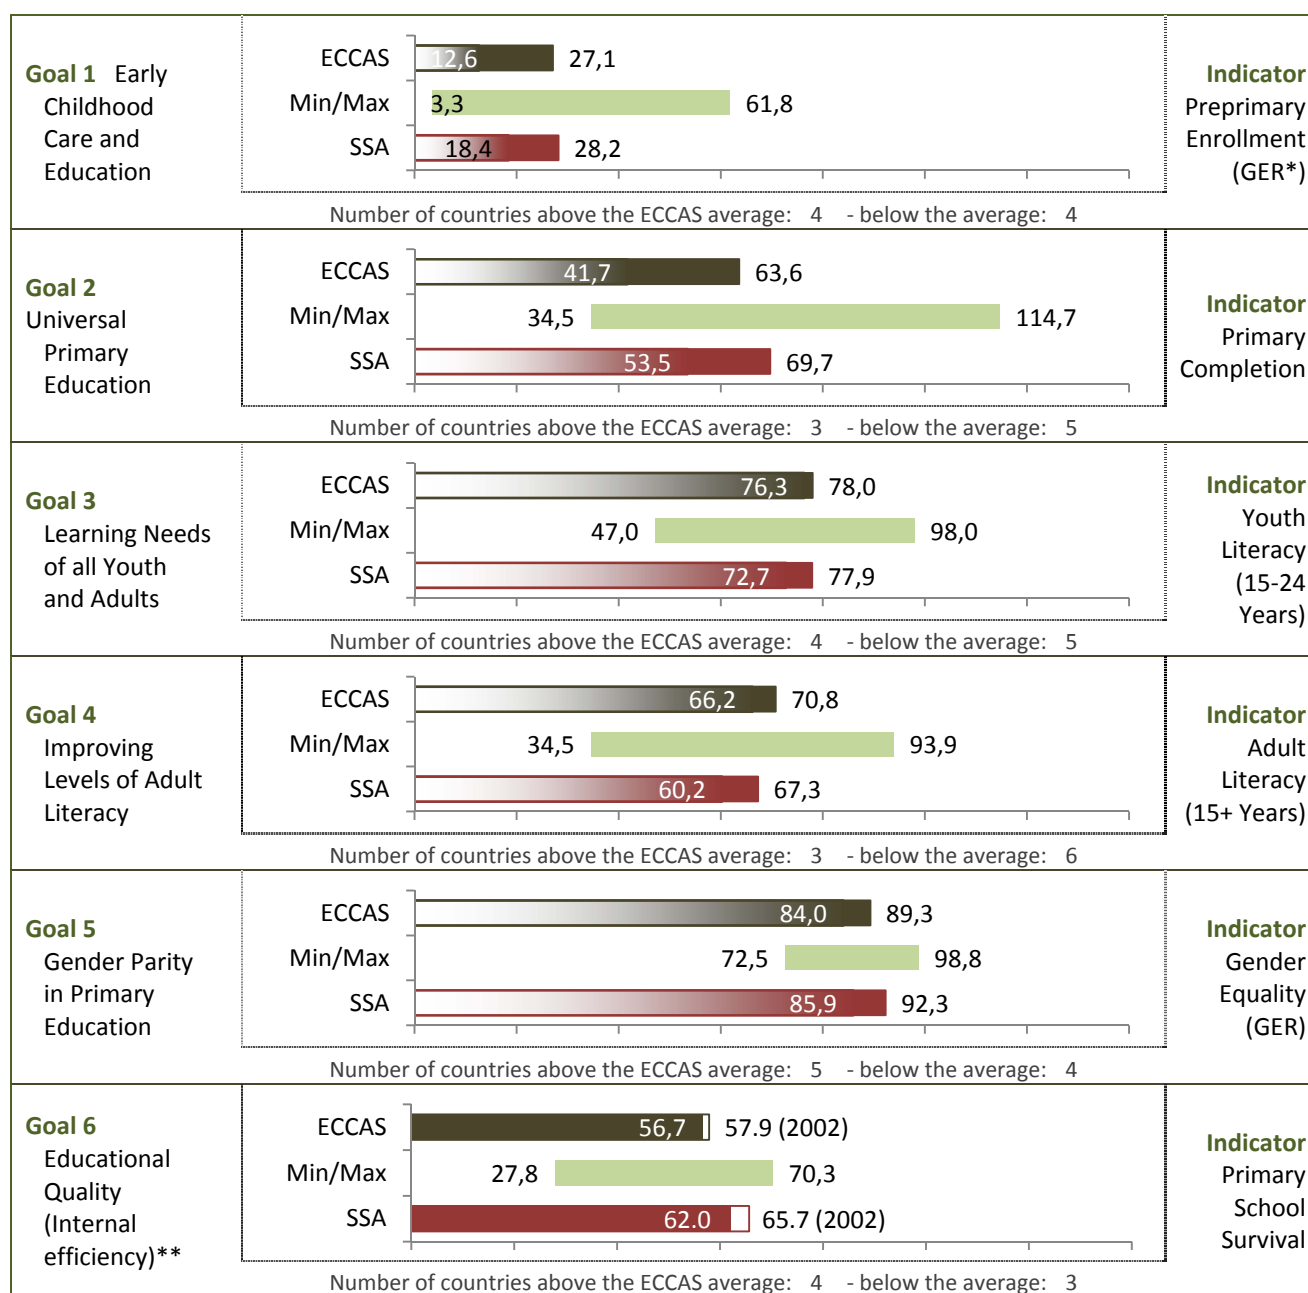 Goal 1 Early
Childhood
Care and
Education
ECCAS 12,6 27,1
Min/Max 3,3 61,8
SSA 18,4 28,2
Number of countries above the ECCAS average: 4 - below the average: 4
Indicator
Preprimary
Enrollment
(GER*)
Goal 2
Universal
Primary
Education
ECCAS 41,7 63,6
Min/Max 34,5 114,7
SSA 53,5 69,7
Number of countries above the ECCAS average: 3 - below the average: 5
Indicator
Primary
Completion
Goal 3
Learning Needs
of all Youth
and Adults
ECCAS 76,3 78,0
Min/Max 47,0 98,0
SSA 72,7 77,9
Number of countries above the ECCAS average: 4 - below the average: 5
Indicator
Youth
Literacy
(15-24
Years)
Goal 4
Improving
Levels of Adult
Literacy
ECCAS 66,2 70,8
Min/Max 34,5 93,9
SSA 60,2 67,3
Number of countries above the ECCAS average: 3 - below the average: 6
Indicator
Adult
Literacy
(15+ Years)
Goal 5
Gender Parity
in Primary
Education
ECCAS 84,0 89,3
Min/Max 72,5 98,8
SSA 85,9 92,3
Number of countries above the ECCAS average: 5 - below the average: 4
Indicator
Gender
Equality
(GER)
Goal 6
Educational
Quality
(Internal
efficiency)**
ECCAS 56,7 57.9 (2002)
Min/Max 27,8 70,3
SSA 62.0 65.7 (2002)
Number of countries above the ECCAS average: 4 - below the average: 3
Indicator
Primary
School
Survival